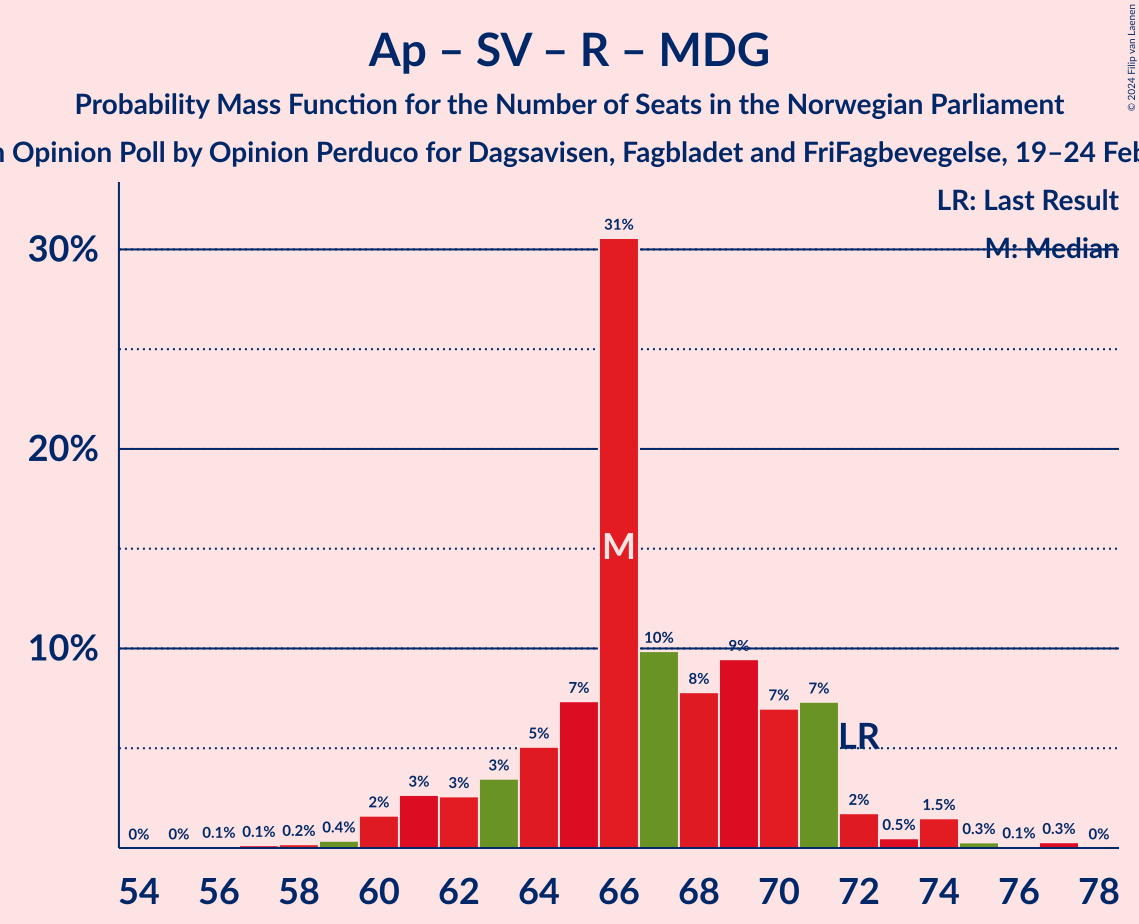 Ap – SV – R – MDG
© 2024 Filip van Laenen
Probability Mass Function for the Number of Seats in the Norwegian Parliament
Opinion Poll by Opinion Perduco for Dagsavisen, Fagbladet and FriFagbevegelse, 19–24 Feb
LR: Last Result
M: Median
30%
20%
10%
0% 0% 0.1% 0.1% 0.2% 0.4% 2% 3% 3% 3% 5% 7% 31% 10% 8% 9% 7% 7% 2% 0.5% 1.5% 0.3% 0.1% 0.3% 0%
M
LR
54 56 58 60 62 64 66 68 70 72 74 76 78